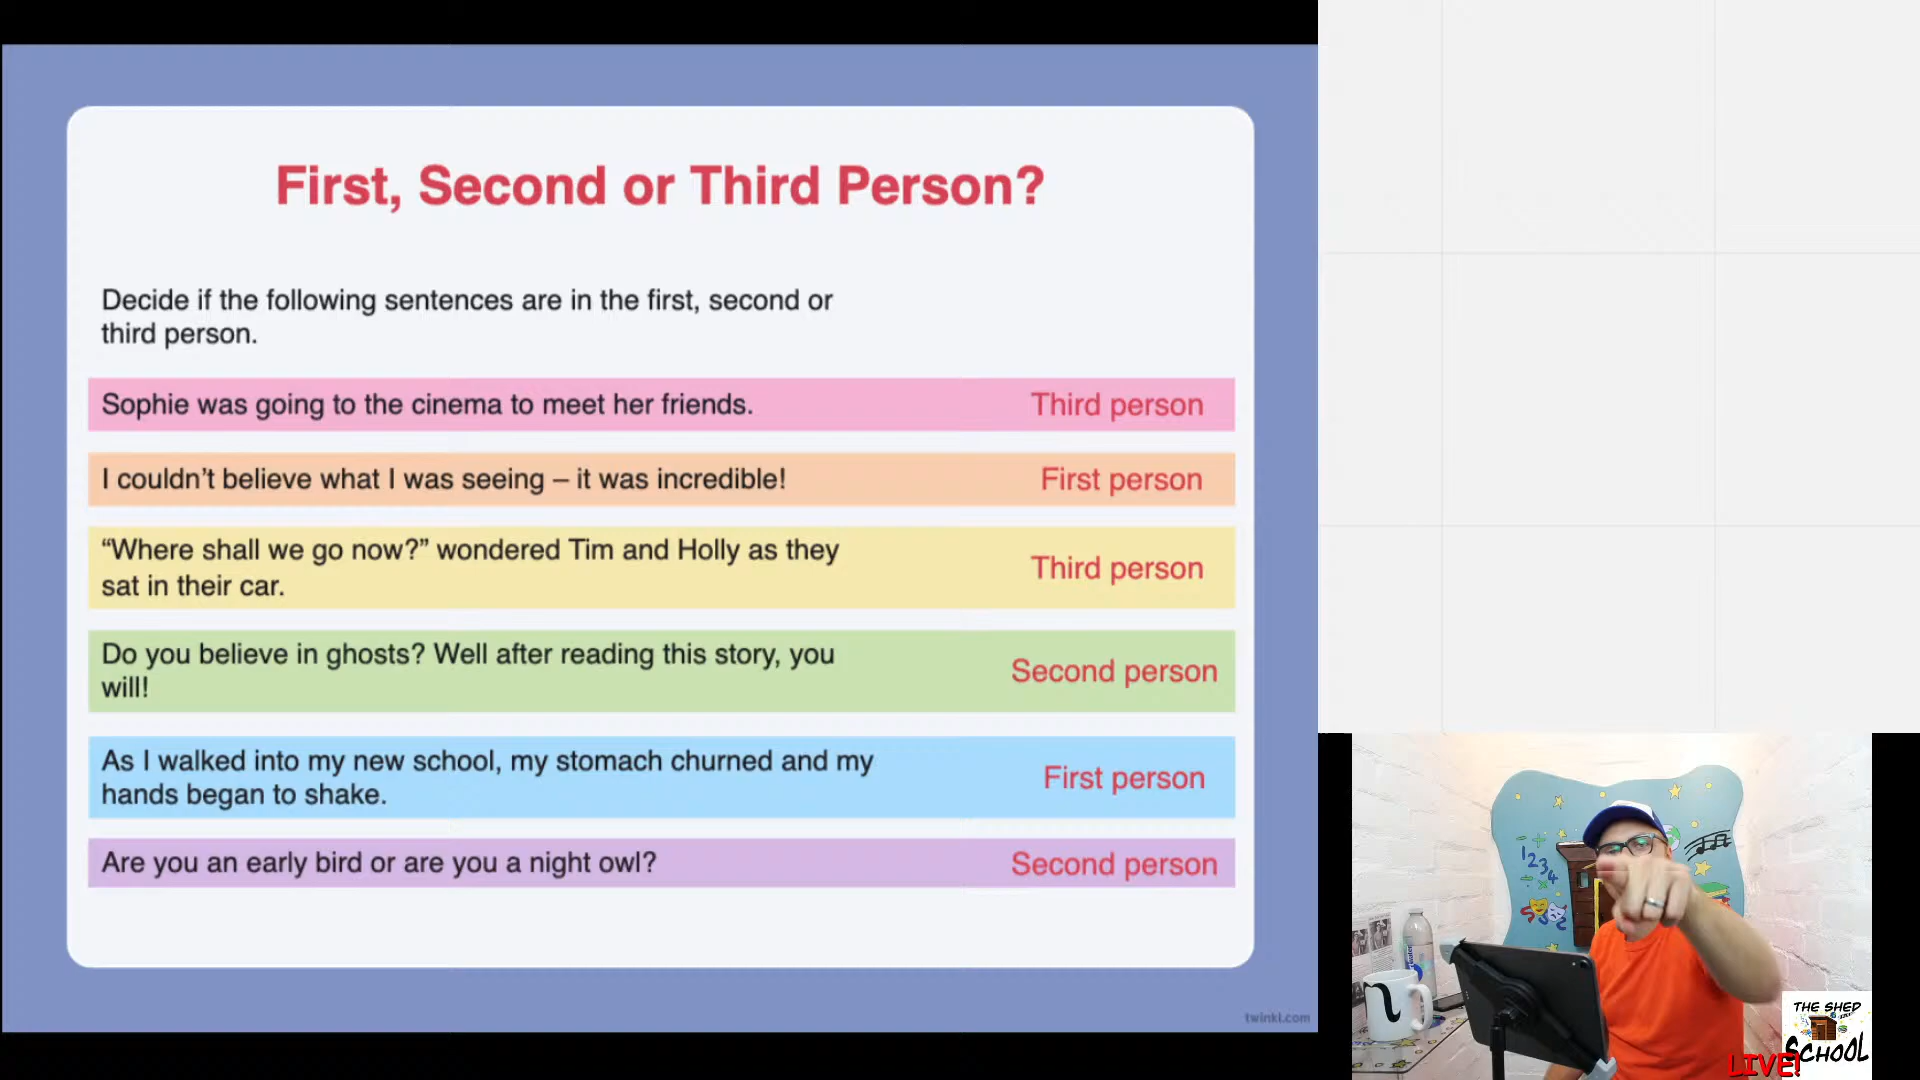 First, Second or Third Person?
Decide if the following sentences are in the first, second or
third person.
Sophie was going to the cinema to meet her friends.
Third person
I couldn’t believe what I was seeing – it was incredible!
First person
“Where shall we go now?” wondered Tim and Holly as they
sat in their car.
Third person
Do you believe in ghosts? Well after reading this story, you
will!
Second person
As I walked into my new school, my stomach churned and my
hands began to shake.
First person
Are you an early bird or are you a night owl?
Second person
twinkl.com
1234
THE SHED
SCHOOL
LIVE!